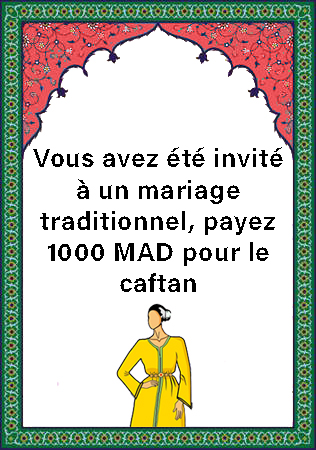 Vous avez été invité
à un mariage
traditionnel, payez
1000 MAD pour le
caftan